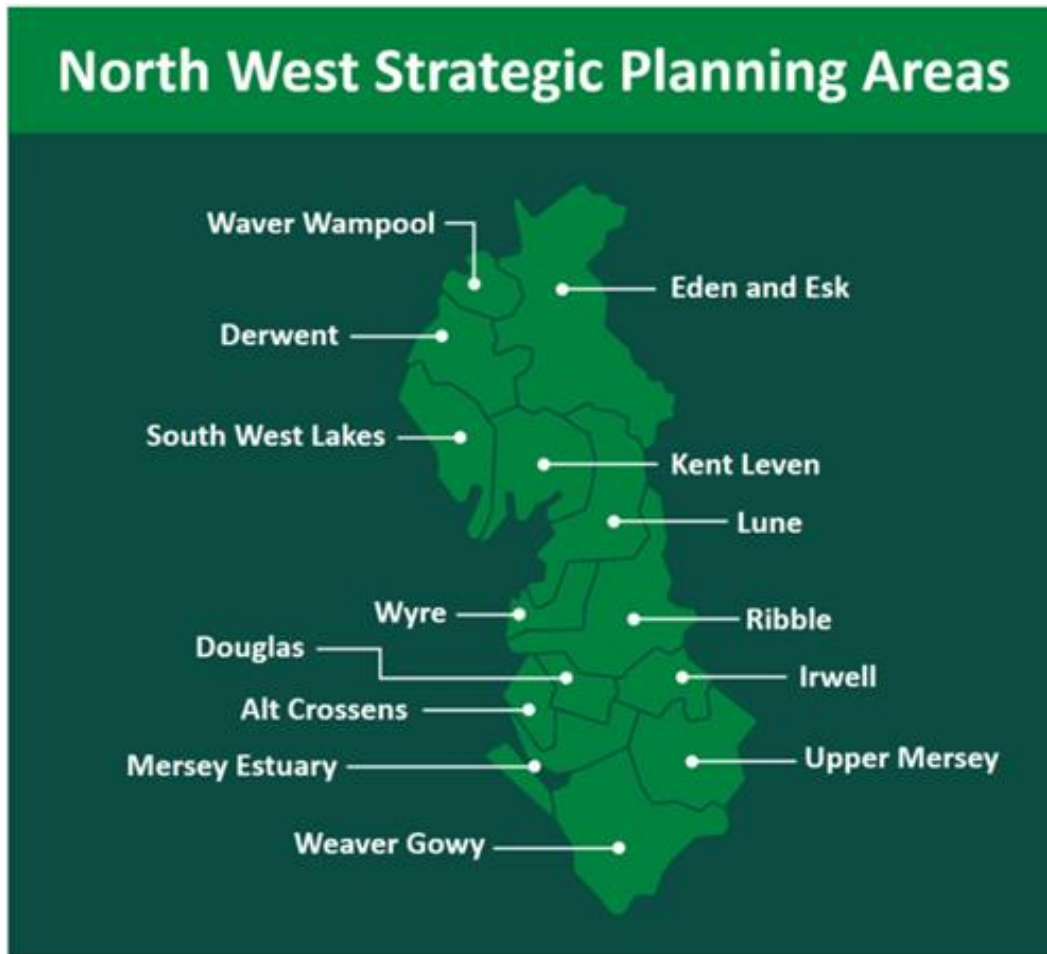 North West Strategic Planning Areas
Waver Wampool
Eden and Esk
Derwent
South West Lakes
Kent Leven
Lune
Wyre
Ribble
Douglas
Irwell
Alt Crossens
Mersey Estuary
Upper Mersey
Weaver Gowy